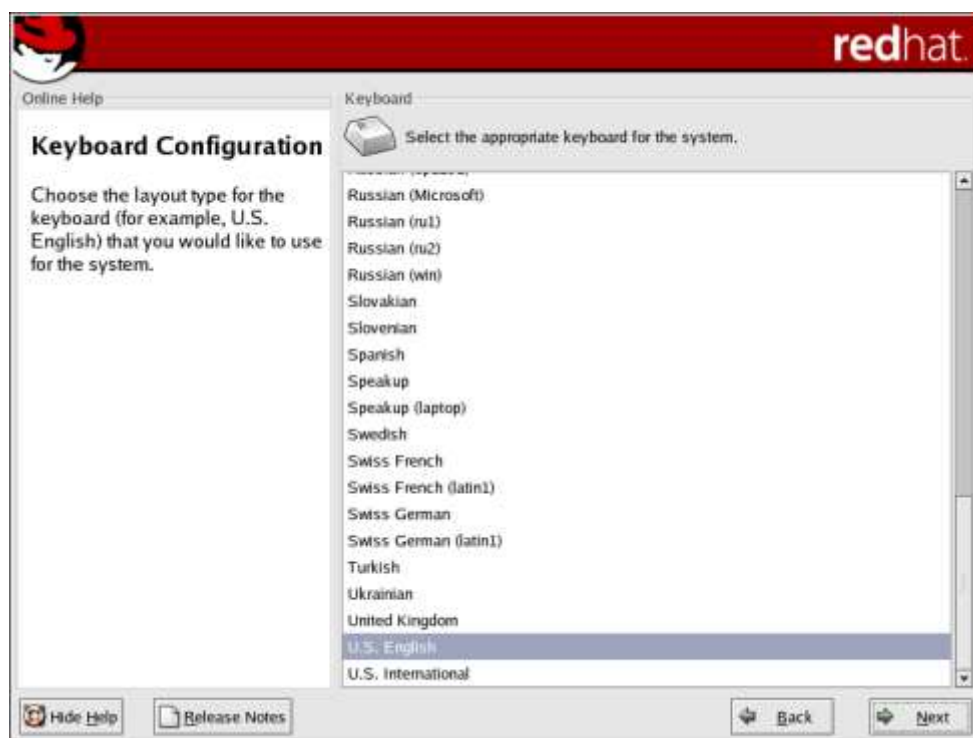 redhat.
Online Help
Keyboard Configuration
Choose the layout type for the
keyboard (for example, U.S.
English) that you would like to use
for the system.
Keyboard
Select the appropriate keyboard for the system.
Russian (Microsoft)
Russian (ru1)
Russian (ru2)
Russian (win)
Slovakian
Slovenian
Spanish
Speakup
Speakup (laptop)
Swedish
Swiss French
Swiss French (latin1)
Swiss German
Swiss German (latin1)
Turkish
Ukrainian
United Kingdom
U.S. English
U.S. International
Hide Help
Release Notes
Back
Next